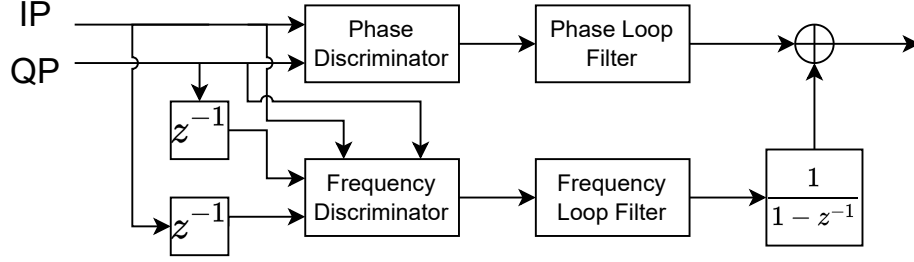 IP
Phase
Discriminator
Phase Loop
Filter
QP
z⁻¹
Frequency
Discriminator
Frequency
Loop Filter
1
1 − z⁻¹
z⁻¹